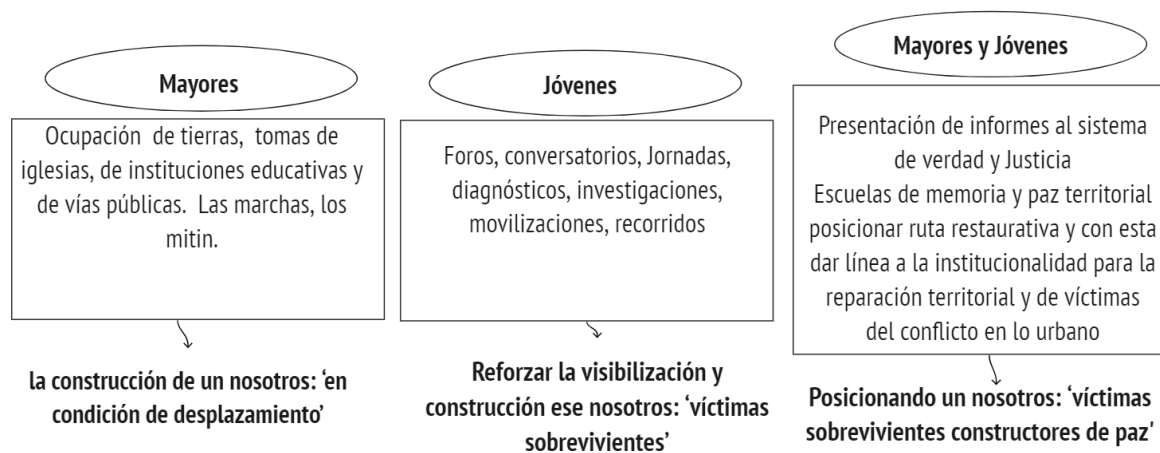 Mayores
Ocupación de tierras, tomas de
iglesias, de instituciones educativas y
de vías públicas. Las marchas, los
mitin.
la construcción de un nosotros: ‘en
condición de desplazamiento’
Jóvenes
Foros, conversatorios, Jornadas,
diagnósticos, investigaciones,
movilizaciones, recorridos
Reforzar la visibilización y
construcción ese nosotros: ‘víctimas
sobrevivientes’
Mayores y Jóvenes
Presentación de informes al sistema
de verdad y Justicia
Escuelas de memoria y paz territorial
posicionar ruta restaurativa y con esta
dar línea a la institucionalidad para la
reparación territorial y de víctimas
del conflicto en lo urbano
Posicionando un nosotros: ‘víctimas
sobrevivientes constructores de paz'